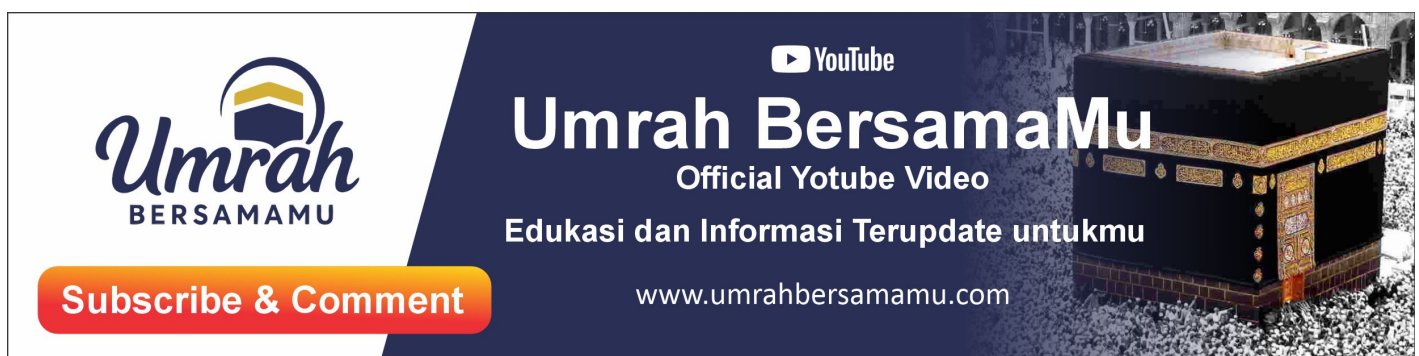 Umrah
BERSAMAMU
Subscribe & Comment
YouTube
Umrah BersamaMu
Official Yotube Video
Edukasi dan Informasi Terupdate untukmu
www.umrahbersamamu.com